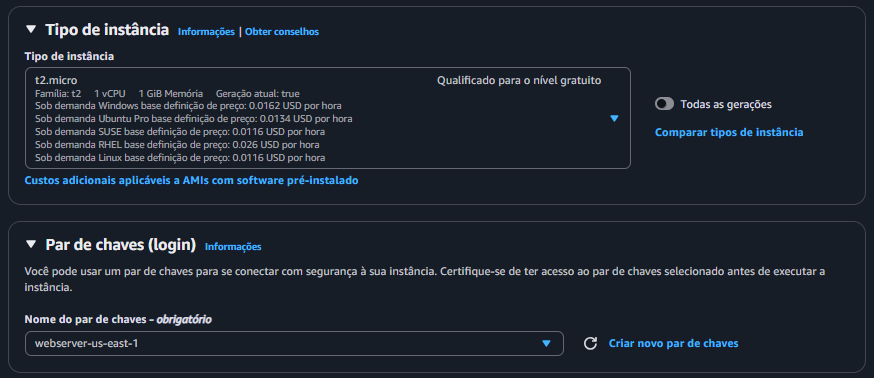 Tipo de instância Informações | Obter conselhos
Tipo de instância
t2.micro Qualificado para o nível gratuito
Família: t2 1 vCPU 1 GiB Memória Geração atual: true
Sob demanda Windows base definição de preço: 0.0162 USD por hora
Sob demanda Ubuntu Pro base definição de preço: 0.0134 USD por hora
Sob demanda SUSE base definição de preço: 0.0116 USD por hora
Sob demanda RHEL base definição de preço: 0.026 USD por hora
Sob demanda Linux base definição de preço: 0.0116 USD por hora
Todas as gerações
Comparar tipos de instância
Custos adicionais aplicáveis a AMIs com software pré-instalado
Par de chaves (login) Informações
Você pode usar um par de chaves para se conectar com segurança à sua instância. Certifique-se de ter acesso ao par de chaves selecionado antes de executar a
instância.
Nome do par de chaves - obrigatório
webserver-us-east-1
Criar novo par de chaves